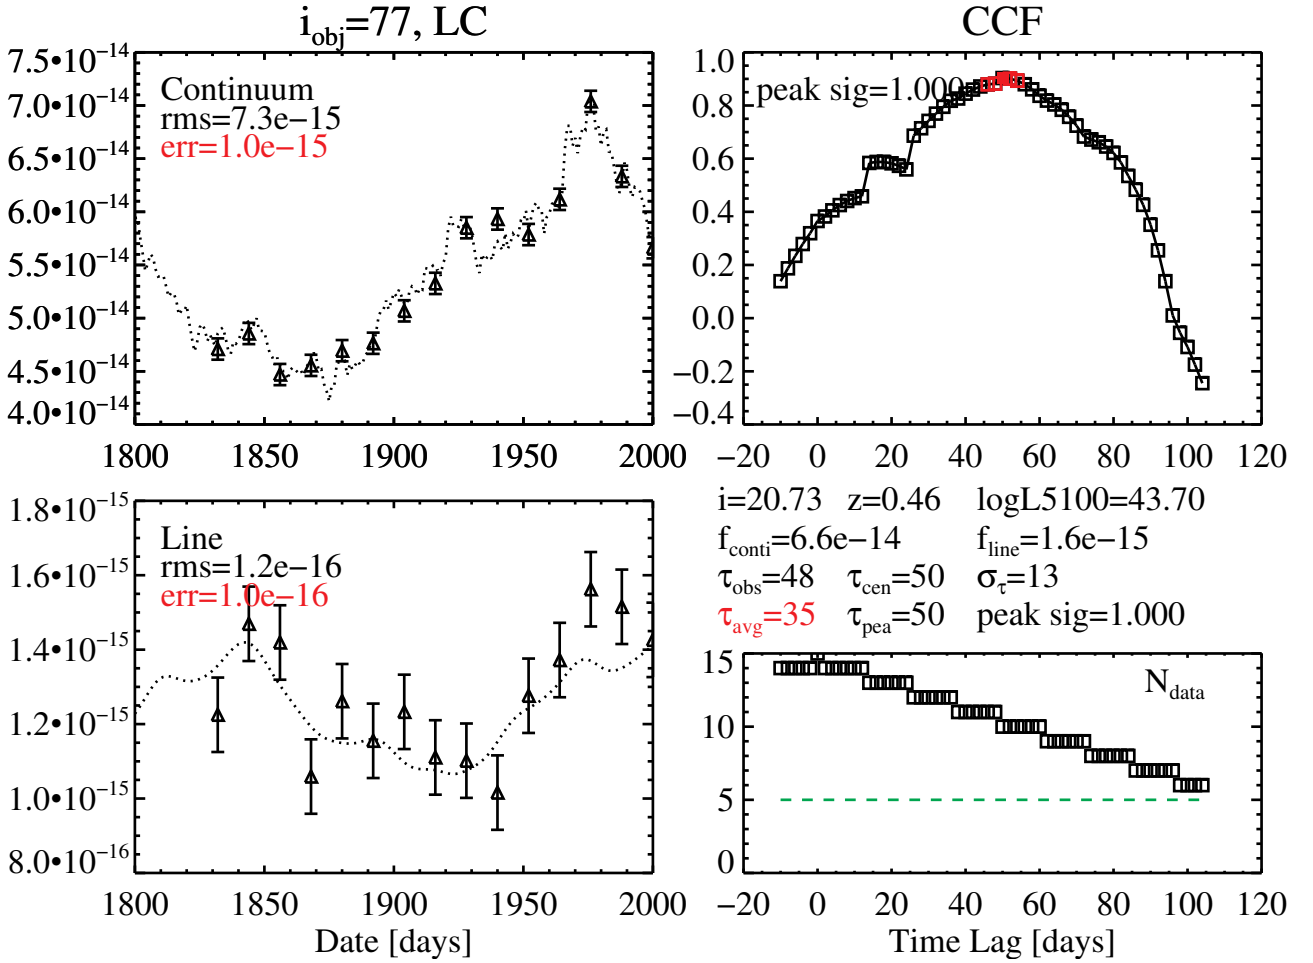 i_obj=77, LC
7.5•10^−14
7.0•10^−14
6.5•10^−14
6.0•10^−14
5.5•10^−14
5.0•10^−14
4.5•10^−14
4.0•10^−14
Continuum
rms=7.3e−15
err=1.0e−15
1800 1850 1900 1950 2000
CCF
1.0
0.8
0.6
0.4
0.2
0.0
−0.2
−0.4
peak sig=1.000
−20 0 20 40 60 80 100 120
1.8•10^−15
1.6•10^−15
1.4•10^−15
1.2•10^−15
1.0•10^−15
8.0•10^−16
Line
rms=1.2e−16
err=1.0e−16
1800 1850 1900 1950 2000
Date [days]
i=20.73 z=0.46 logL5100=43.70
f_conti=6.6e−14 f_line=1.6e−15
τ_obs=48 τ_cen=50 σ_τ=13
τ_avg=35 τ_pea=50 peak sig=1.000
15
10
5
0
N_data
−20 0 20 40 60 80 100 120
Time Lag [days]